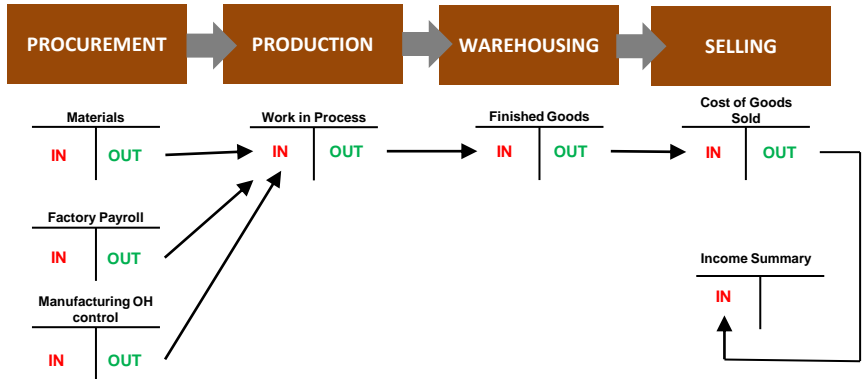 PROCUREMENT
PRODUCTION
WAREHOUSING
SELLING
Materials
IN OUT
Work in Process
IN OUT
Finished Goods
IN OUT
Cost of Goods
Sold
IN OUT
Factory Payroll
IN OUT
Income Summary
IN
Manufacturing OH
control
IN OUT